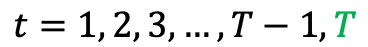 t = 1,2,3, ..., T − 1, T